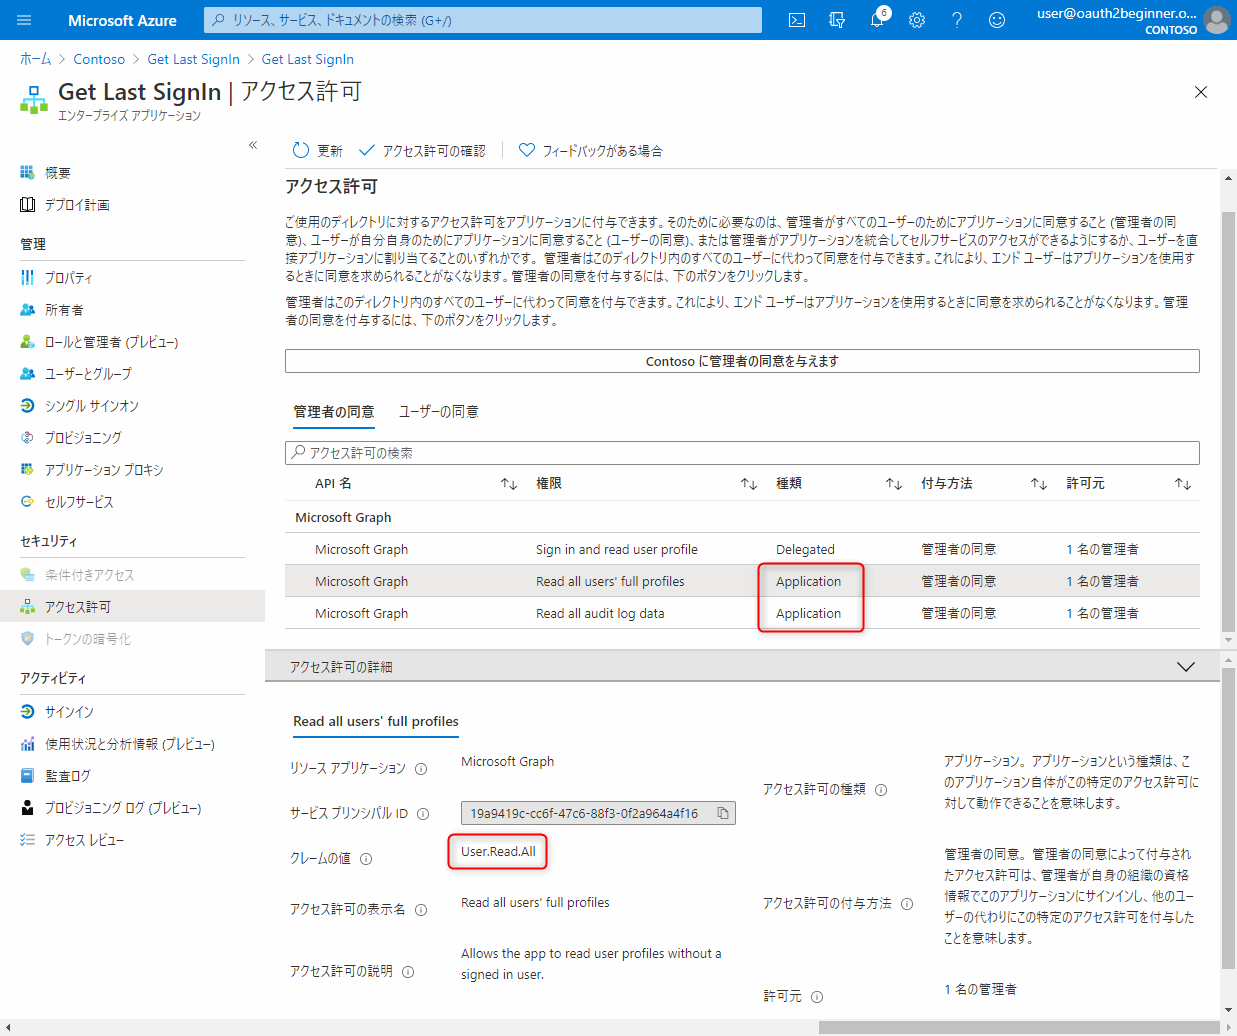 Microsoft Azure
リソース、サービス、ドキュメントの検索 (G+/)
6
user@oauth2beginner.o...
CONTOSO
ホーム > Contoso > Get Last SignIn > Get Last SignIn
Get Last SignIn | アクセス許可
エンタープライズ アプリケーション
概要
デプロイ計画
管理
プロパティ
所有者
ロールと管理者 (プレビュー)
ユーザーとグループ
シングル サインオン
プロビジョニング
アプリケーション プロキシ
セルフサービス
セキュリティ
条件付きアクセス
アクセス許可
トークンの暗号化
アクティビティ
サインイン
使用状況と分析情報 (プレビュー)
監査ログ
プロビジョニング ログ (プレビュー)
アクセス レビュー
更新 アクセス許可の確認 フィードバックがある場合
アクセス許可
ご使用のディレクトリに対するアクセス許可をアプリケーションに付与できます。そのために必要なのは、管理者がすべてのユーザーのためにアプリケーションに同意すること (管理者の同
意)、ユーザーが自分自身のためにアプリケーションに同意すること (ユーザーの同意)、または管理者がアプリケーションを統合してセルフサービスのアクセスができるようにするか、ユーザーを直
接アプリケーションに割り当てることのいずれかです。 管理者はこのディレクトリ内のすべてのユーザーに代わって同意を付与できます。これにより、エンド ユーザーはアプリケーションを使用す
るときに同意を求められることがなくなります。管理者の同意を付与するには、下のボタンをクリックします。
管理者はこのディレクトリ内のすべてのユーザーに代わって同意を付与できます。これにより、エンド ユーザーはアプリケーションを使用するときに同意を求められることがなくなります。管理
者の同意を付与するには、下のボタンをクリックします。
Contoso に管理者の同意を与えます
管理者の同意 ユーザーの同意
アクセス許可の検索
API 名 権限 種類 付与方法 許可元
Microsoft Graph
Microsoft Graph Sign in and read user profile Delegated 管理者の同意 1 名の管理者
Microsoft Graph Read all users' full profiles Application 管理者の同意 1 名の管理者
Microsoft Graph Read all audit log data Application 管理者の同意 1 名の管理者
アクセス許可の詳細
Read all users' full profiles
リソース アプリケーション Microsoft Graph
サービス プリンシパル ID 19a9419c-cc6f-47c6-88f3-0f2a964a4f16
クレームの値 User.Read.All
アクセス許可の表示名 Read all users' full profiles
アクセス許可の説明
Allows the app to read user profiles without a
signed in user.
アクセス許可の種類
アプリケーション。アプリケーションという種類は、こ
のアプリケーション自体がこの特定のアクセス許可に
対して動作できることを意味します。
アクセス許可の付与方法
管理者の同意。管理者の同意によって付与され
たアクセス許可は、管理者が自身の組織の資格
情報でこのアプリケーションにサインインし、他のユー
ザーの代わりにこの特定のアクセス許可を付与した
ことを意味します。
許可元 1 名の管理者